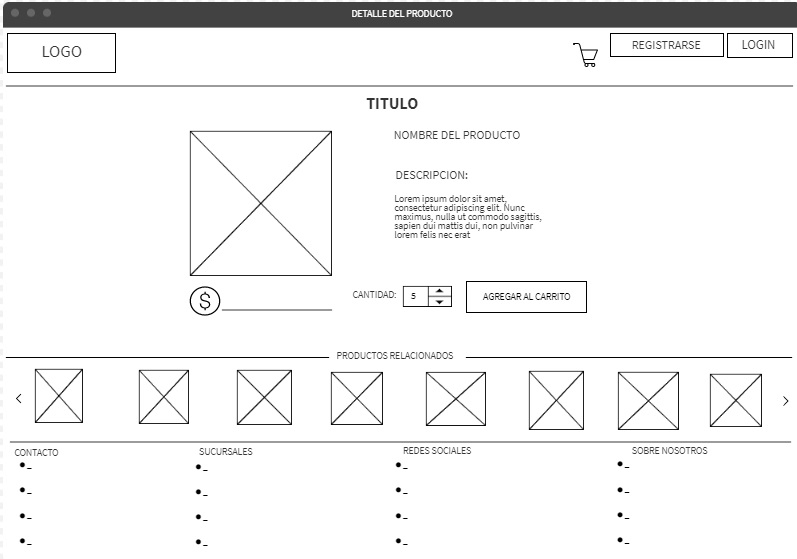 DETALLE DEL PRODUCTO
LOGO
REGISTRARSE
LOGIN
TITULO
NOMBRE DEL PRODUCTO
DESCRIPCION:
Lorem ipsum dolor sit amet,
consectetur adipiscing elit. Nunc
maximus, nulla ut commodo sagittis,
sapien dui mattis dui, non pulvinar
lorem felis nec erat
$
CANTIDAD:
5
AGREGAR AL CARRITO
PRODUCTOS RELACIONADOS
CONTACTO
SUCURSALES
REDES SOCIALES
SOBRE NOSOTROS